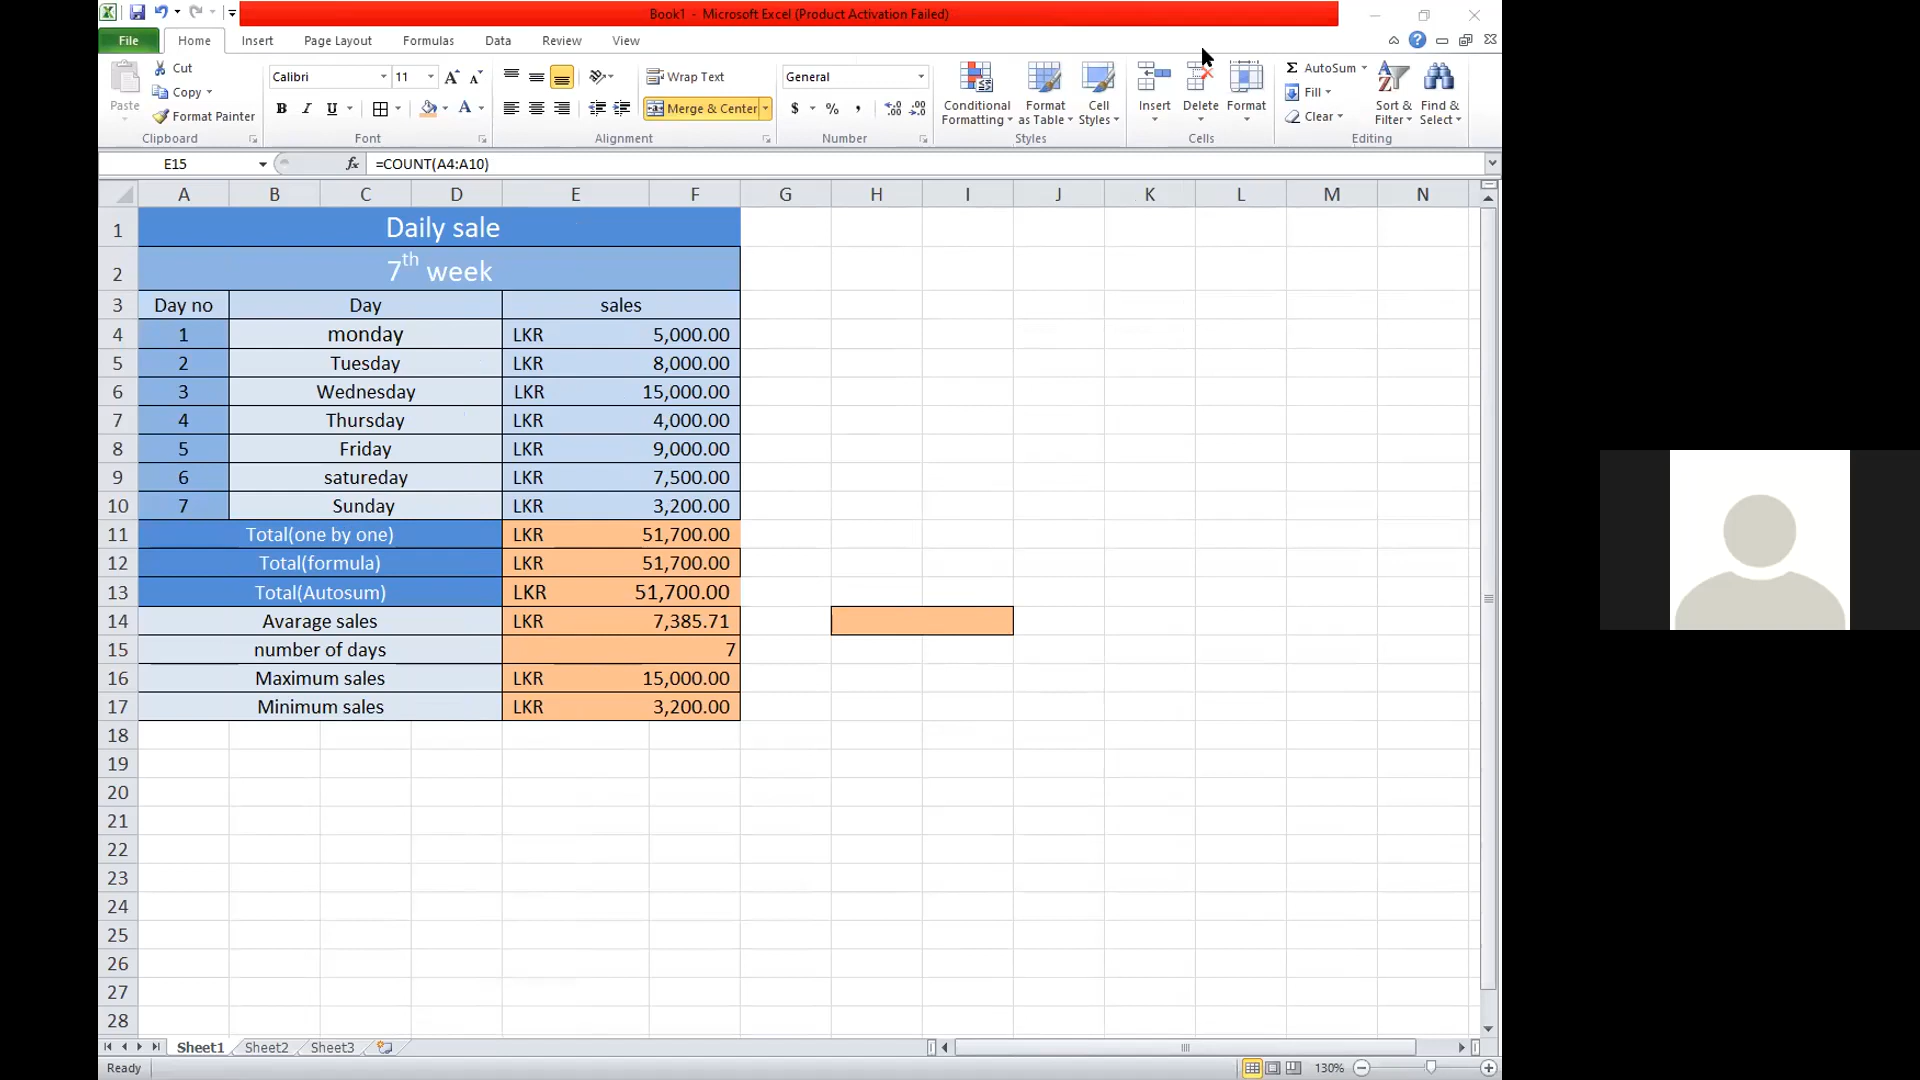 Book1 - Microsoft Excel (Product Activation Failed)
File Home Insert Page Layout Formulas Data Review View
Paste
Cut
Copy
Format Painter
Clipboard
Calibri 11
B I U
Font
Wrap Text
Merge & Center
Alignment
General
$ % ,
Number
Conditional Formatting
Format as Table
Cell Styles
Styles
Insert Delete Format
Cells
AutoSum
Fill
Clear
Sort & Filter
Find & Select
Editing
E15 fx =COUNT(A4:A10)
A B C D E F G H I J K L M N
1 Daily sale
2 7th week
3 Day no Day sales
4 1 monday LKR 5,000.00
5 2 Tuesday LKR 8,000.00
6 3 Wednesday LKR 15,000.00
7 4 Thursday LKR 4,000.00
8 5 Friday LKR 9,000.00
9 6 satureday LKR 7,500.00
10 7 Sunday LKR 3,200.00
11 Total(one by one) LKR 51,700.00
12 Total(formula) LKR 51,700.00
13 Total(Autosum) LKR 51,700.00
14 Avarage sales LKR 7,385.71
15 number of days 7
16 Maximum sales LKR 15,000.00
17 Minimum sales LKR 3,200.00
18
19
20
21
22
23
24
25
26
27
28
Sheet1 Sheet2 Sheet3
Ready 130%